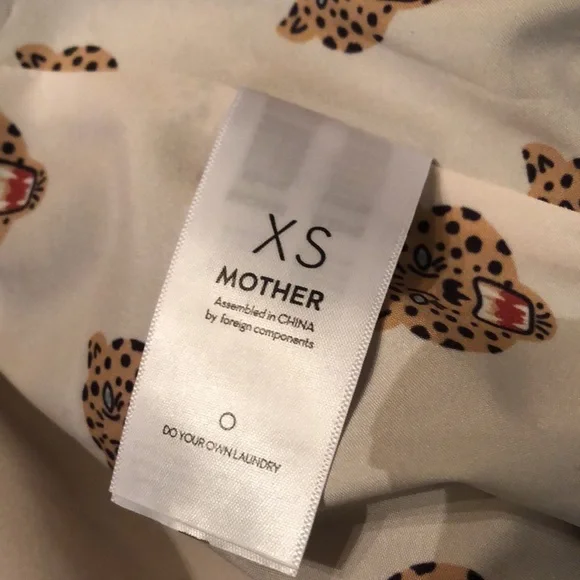 XS
MOTHER
Assembled in CHINA
by foreign components
DO YOUR OWN LAUNDRY